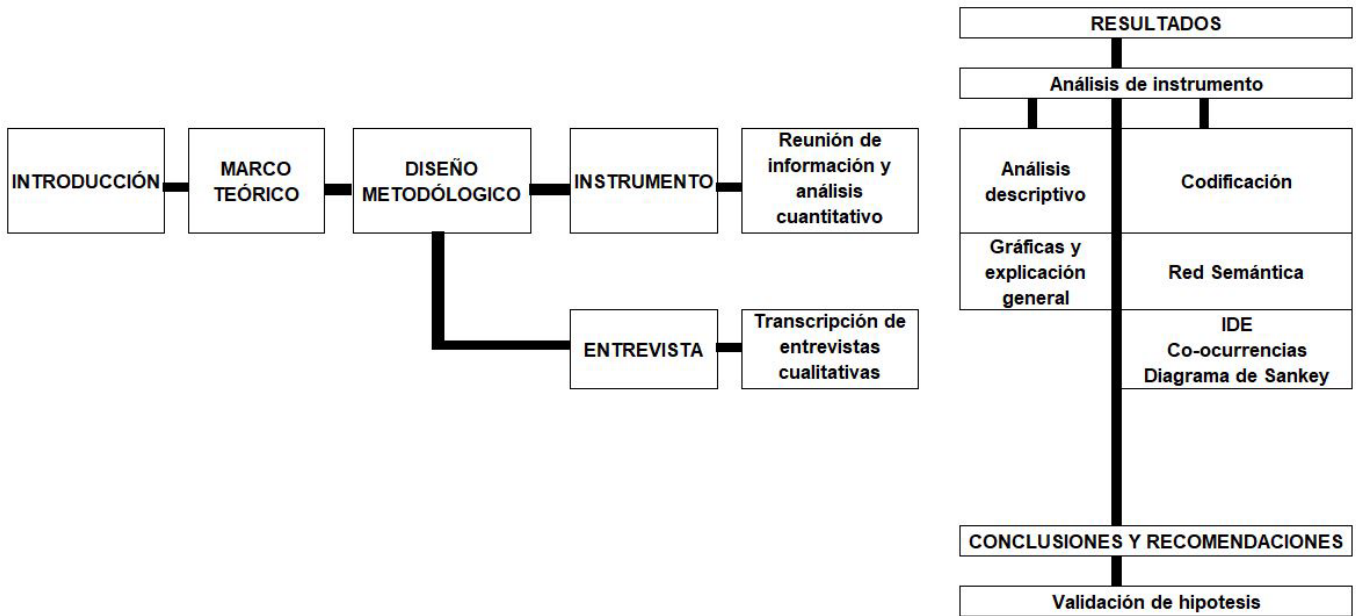 INTRODUCCIÓN
MARCO
TEÓRICO
DISEÑO
METODÓLOGICO
INSTRUMENTO
Reunión de
información y
análisis
cuantitativo
ENTREVISTA
Transcripción de
entrevistas
cualitativas
RESULTADOS
Análisis de instrumento
Análisis
descriptivo
Codificación
Gráficas y
explicación
general
Red Semántica
IDE
Co-ocurrencias
Diagrama de Sankey
CONCLUSIONES Y RECOMENDACIONES
Validación de hipotesis